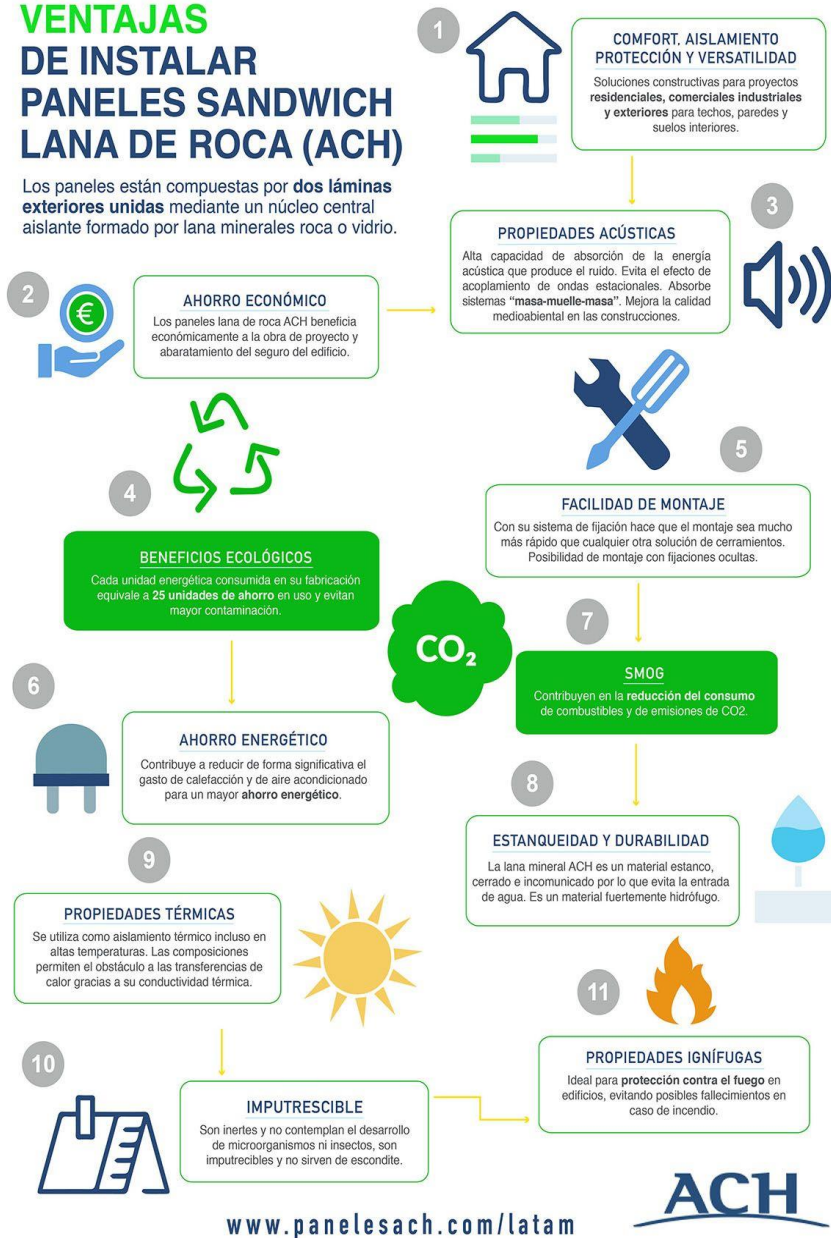 VENTAJAS
DE INSTALAR
PANELES SANDWICH
LANA DE ROCA (ACH)
Los paneles están compuestas por dos láminas
exteriores unidas mediante un núcleo central
aislante formado por lana minerales roca o vidrio.
1
COMFORT, AISLAMIENTO
PROTECCIÓN Y VERSATILIDAD
Soluciones constructivas para proyectos
residenciales, comerciales industriales
y exteriores para techos, paredes y
suelos interiores.
2
€
AHORRO ECONÓMICO
Los paneles lana de roca ACH beneficia
económicamente a la obra de proyecto y
abaratamiento del seguro del edificio.
3
PROPIEDADES ACÚSTICAS
Alta capacidad de absorción de la energía
acústica que produce el ruido. Evita el efecto de
acoplamiento de ondas estacionales. Absorbe
sistemas “masa-muelle-masa”. Mejora la calidad
medioabiental en las construcciones.
4
BENEFICIOS ECOLÓGICOS
Cada unidad energética consumida en su fabricación
equivale a 25 unidades de ahorro en uso y evitan
mayor contaminación.
5
FACILIDAD DE MONTAJE
Con su sistema de fijación hace que el montaje sea mucho
más rápido que cualquier otra solución de cerramientos.
Posibilidad de montaje con fijaciones ocultas.
CO₂
6
AHORRO ENERGÉTICO
Contribuye a reducir de forma significativa el
gasto de calefacción y de aire acondicionado
para un mayor ahorro energético.
7
SMOG
Contribuyen en la reducción del consumo
de combustibles y de emisiones de CO2.
8
ESTANQUEIDAD Y DURABILIDAD
La lana mineral ACH es un material estanco,
cerrado e incomunicado por lo que evita la entrada
de agua. Es un material fuertemente hidrófugo.
9
PROPIEDADES TÉRMICAS
Se utiliza como aislamiento térmico incluso en
altas temperaturas. Las composiciones
permiten el obstáculo a las transferencias de
calor gracias a su conductividad térmica.
10
IMPUTRESCIBLE
Son inertes y no contemplan el desarrollo
de microorganismos ni insectos, son
imputrecibles y no sirven de escondite.
11
PROPIEDADES IGNÍFUGAS
Ideal para protección contra el fuego en
edificios, evitando posibles fallecimientos en
caso de incendio.
www.panelesach.com/latam
ACH